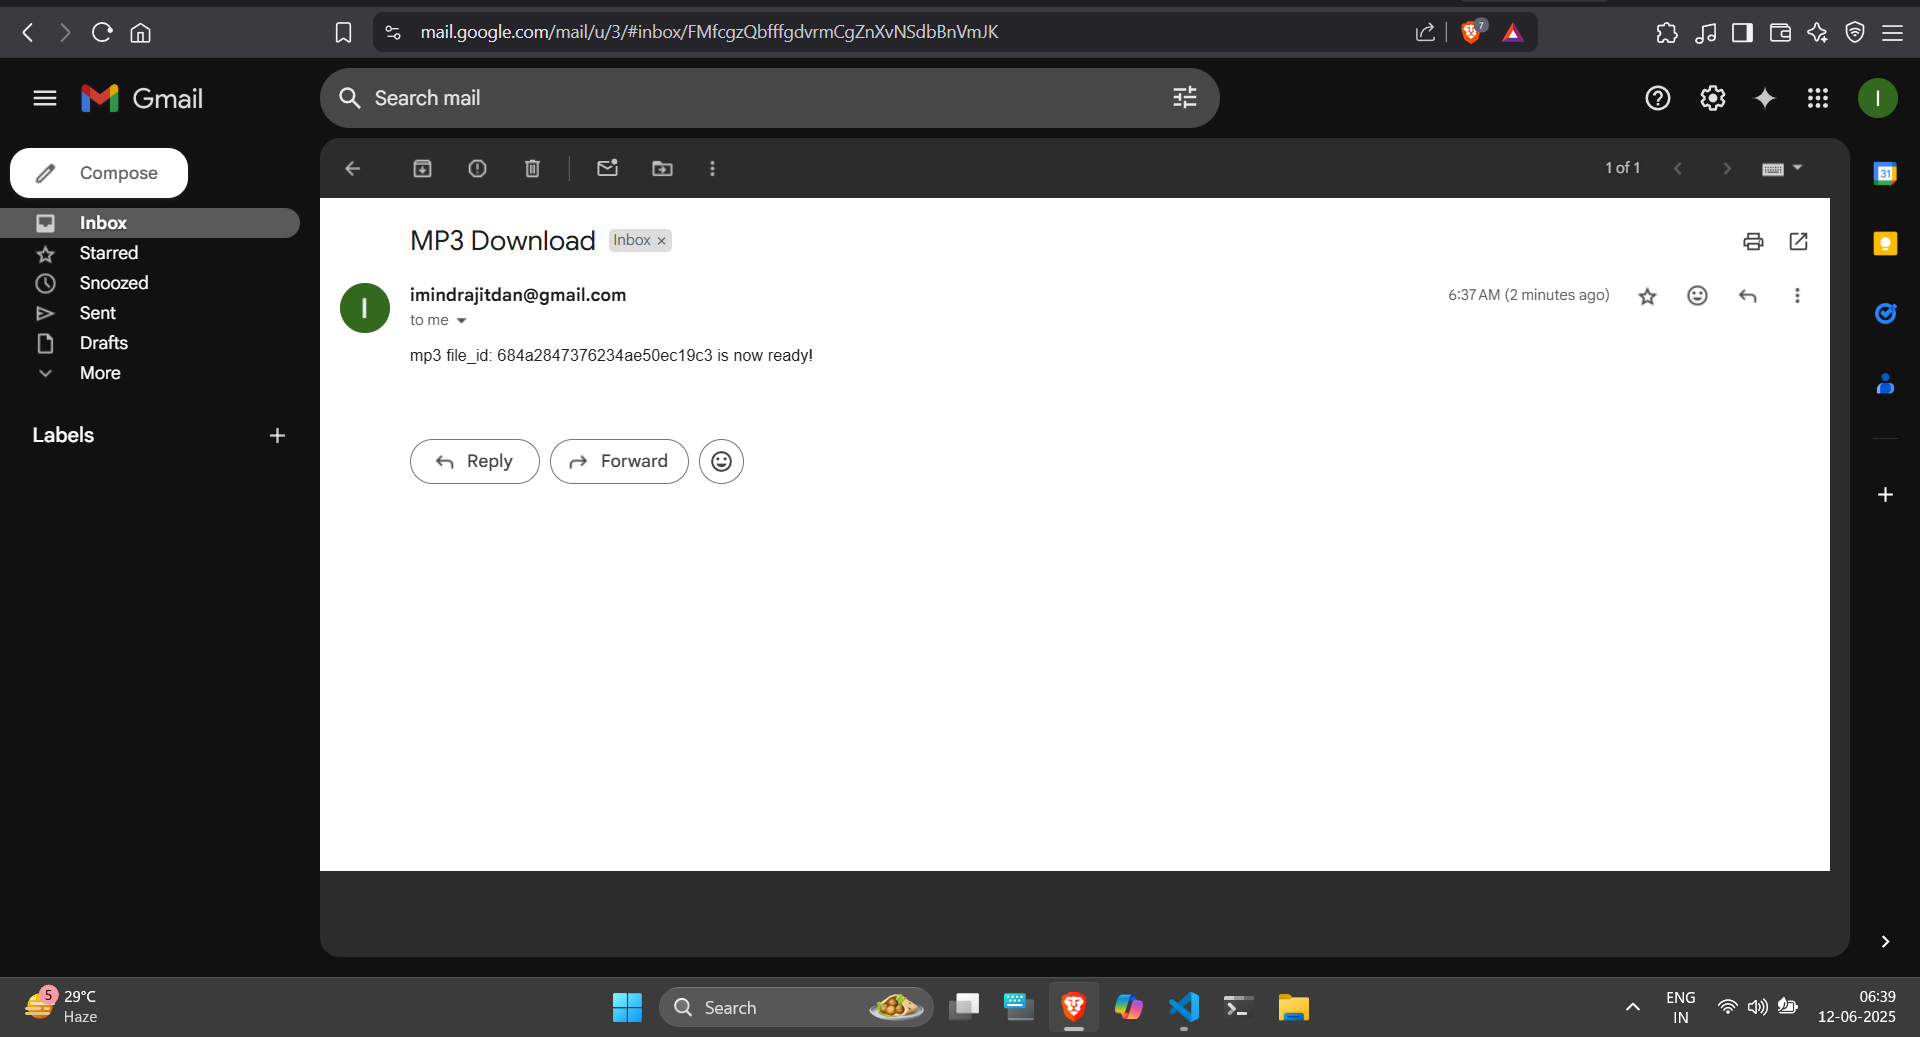 mail.google.com/mail/u/3/#inbox/FMfcgzQbfffgdvrmCgZnXvNSdbBnVmJK
7
Gmail
Search mail
I
Compose
Inbox
Starred
Snoozed
Sent
Drafts
More
Labels
1 of 1
31
MP3 Download
Inbox ×
I
imindrajitdan@gmail.com
6:37 AM (2 minutes ago)
to me
mp3 file_id: 684a2847376234ae50ec19c3 is now ready!
Reply
Forward
5
29°C
Haze
Search
ENG
IN
06:39
12-06-2025